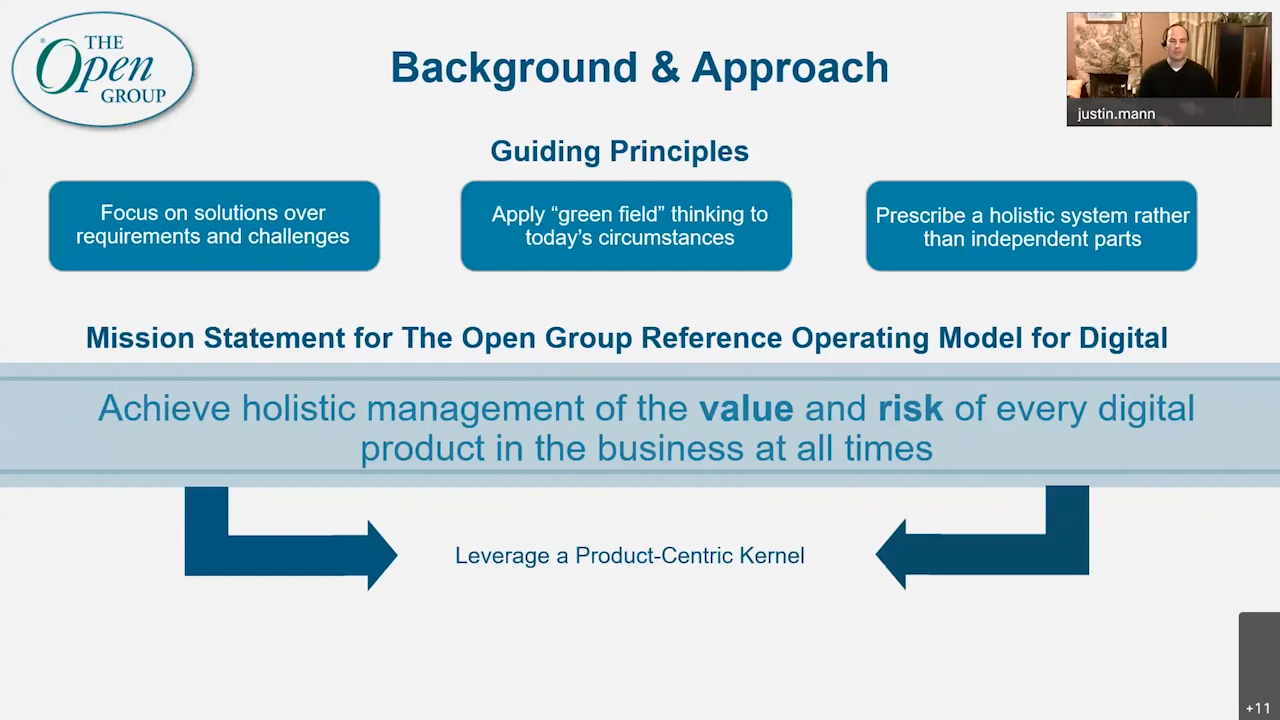 THE
Open
GROUP
®
Background & Approach
justin.mann
Guiding Principles
Focus on solutions over
requirements and challenges
Apply “green field” thinking to
today’s circumstances
Prescribe a holistic system rather
than independent parts
Mission Statement for The Open Group Reference Operating Model for Digital
Achieve holistic management of the value and risk of every digital
product in the business at all times
Leverage a Product-Centric Kernel
+11